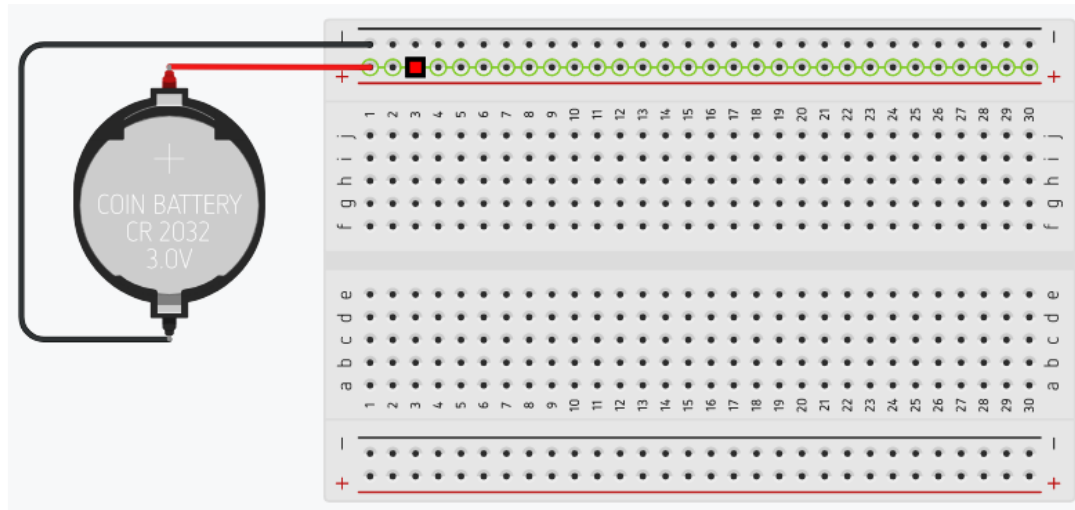 − −
+ +
1 2 3 4 5 6 7 8 9 10 11 12 13 14 15 16 17 18 19 20 21 22 23 24 25 26 27 28 29 30
j j
i i
h h
g g
f f
+
COIN BATTERY
CR 2032
3.0V
e e
d d
c c
b b
a a
1 2 3 4 5 6 7 8 9 10 11 12 13 14 15 16 17 18 19 20 21 22 23 24 25 26 27 28 29 30
− −
+ +